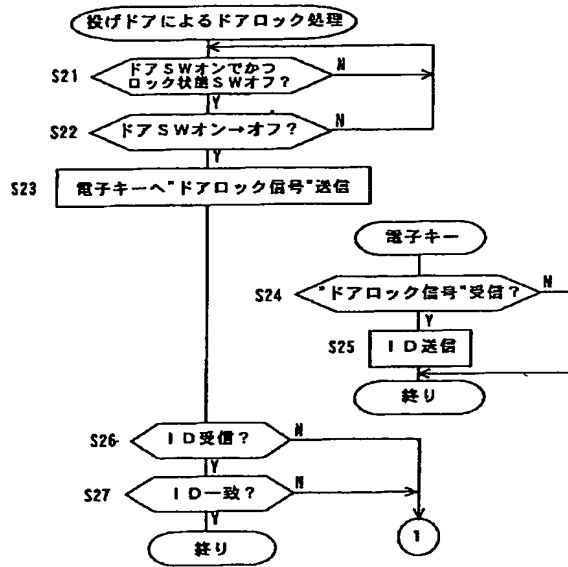 投げドアによるドアロック処理
S21
ドアSWオンでかつ
ロック状態SWオフ?
N
Y
S22
ドアSWオン→オフ?
N
Y
S23
電子キーへ"ドアロック信号"送信
電子キー
S24
"ドアロック信号"受信?
N
Y
S25
ID送信
終り
S26
ID受信?
N
Y
S27
ID一致?
N
Y
終り
1